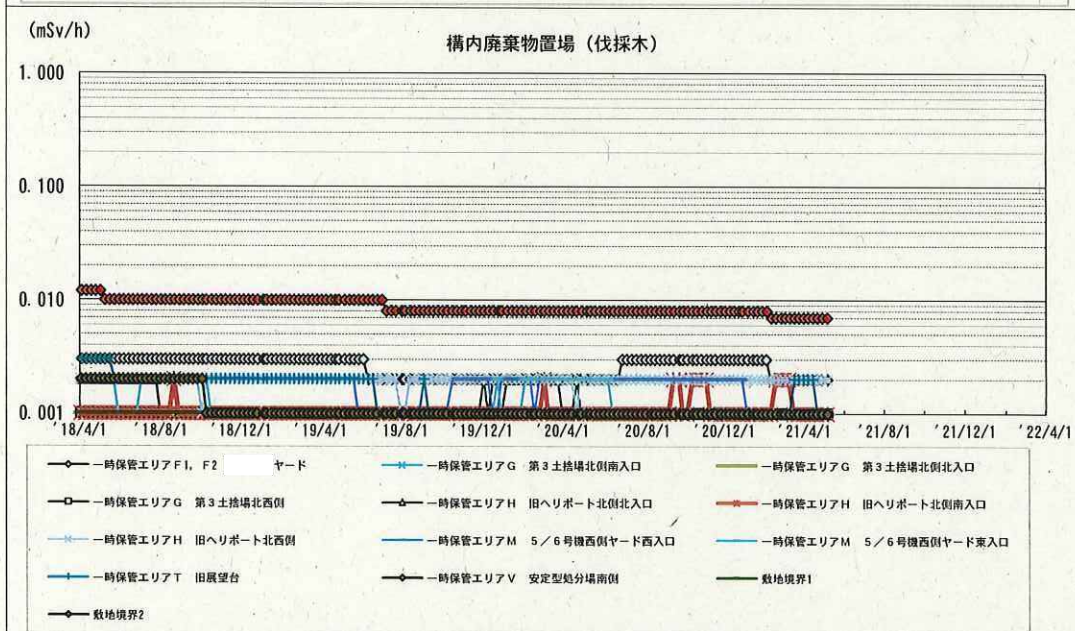 (mSv/h)
構内廃棄物置場（伐採木）
1.000
0.100
0.010
0.001
'18/4/1 '18/8/1 '18/12/1 '19/4/1 '19/8/1 '19/12/1 '20/4/1 '20/8/1 '20/12/1 '21/4/1 '21/8/1 '21/12/1 '22/4/1
一時保管エリアF1, F2 ヤード 一時保管エリアG 第3土捨場北側南入口 一時保管エリアG 第3土捨場北側北入口
一時保管エリアG 第3土捨場北西側 一時保管エリアH 旧ヘリポート北側北入口 一時保管エリアH 旧ヘリポート北側南入口
一時保管エリアH 旧ヘリポート北西側 一時保管エリアM 5／6号機西側ヤード西入口 一時保管エリアM 5／6号機西側ヤード東入口
一時保管エリアT 旧展望台 一時保管エリアV 安定型処分場南側 敷地境界1
敷地境界2